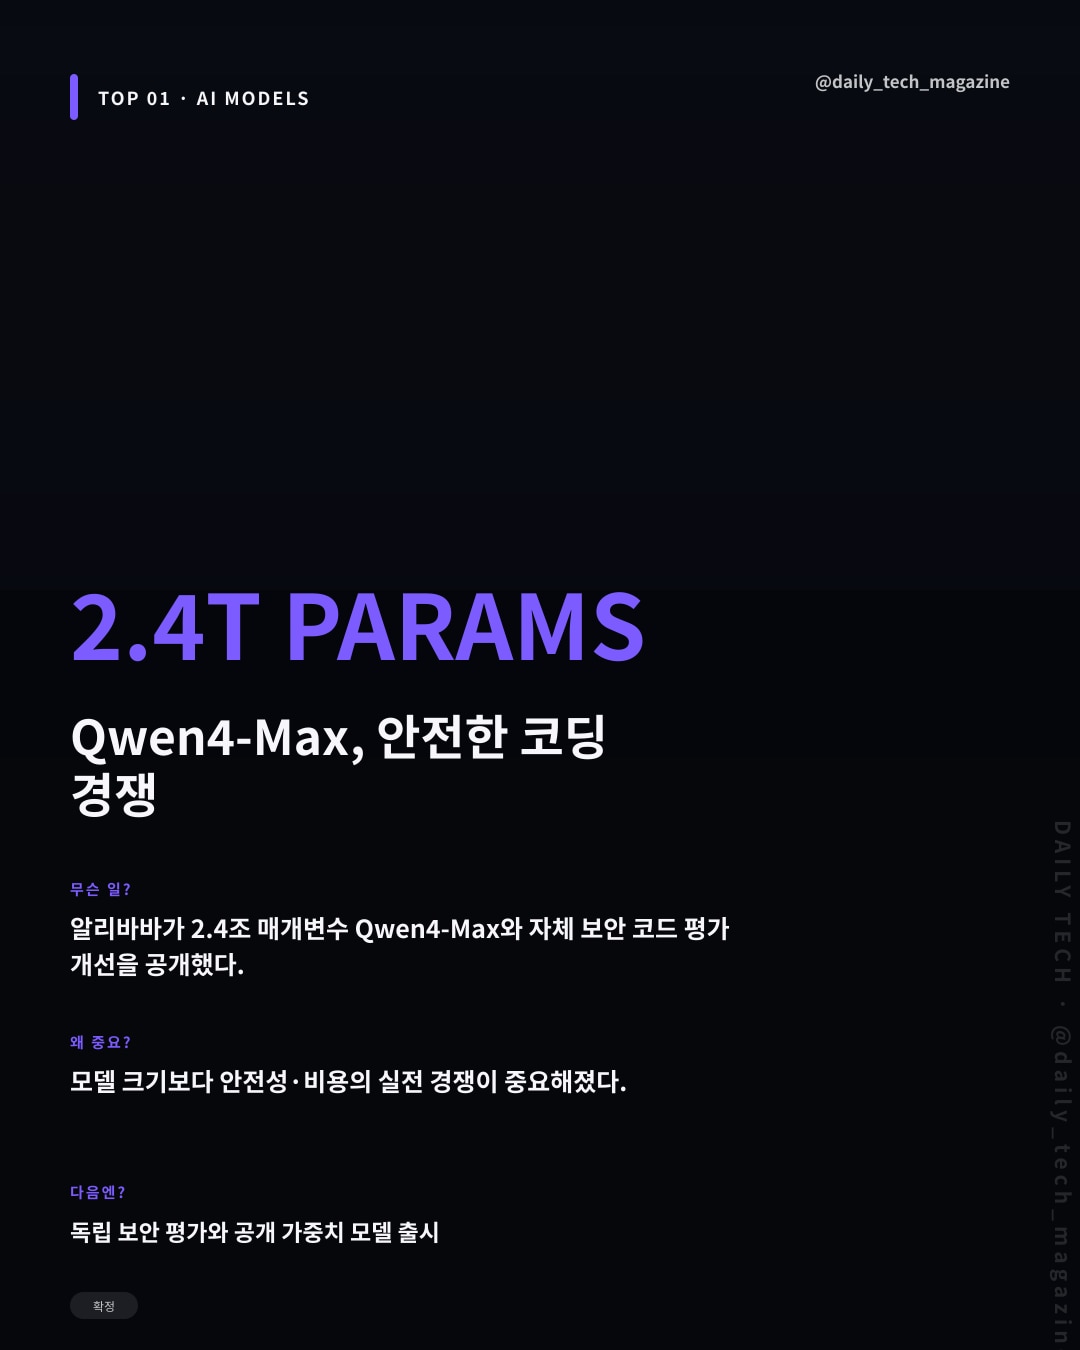 TOP 01 · AI MODELS
@daily_tech_magazine
2.4T PARAMS
Qwen4-Max, 안전한 코딩
경쟁
무슨 일?
알리바바가 2.4조 매개변수 Qwen4-Max와 자체 보안 코드 평가
개선을 공개했다.
왜 중요?
모델 크기보다 안전성·비용의 실전 경쟁이 중요해졌다.
다음엔?
독립 보안 평가와 공개 가중치 모델 출시
확정
DAILY TECH · @daily_tech_magazin